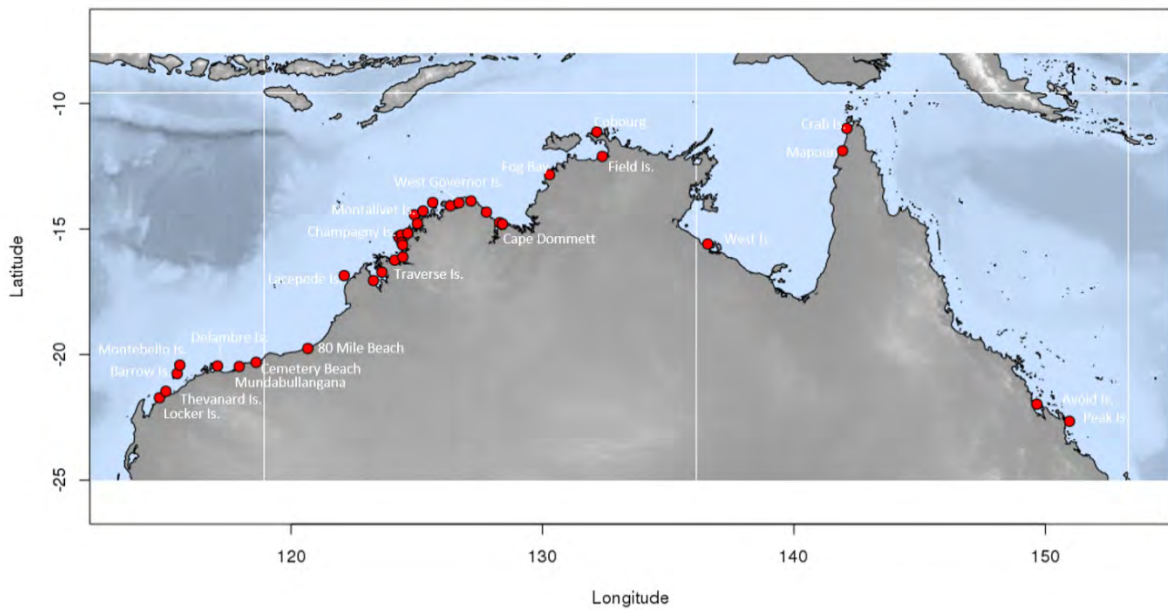 -10
-15
-20
-25
Latitude
Cobourg
Crab Is.
Mapoon
Fog Bay
Field Is.
West Governor Is.
Montalivet Is.
Champagny Is.
Cape Dommett
West Is.
Lacepede Is.
Traverse Is.
Delambre Is.
Montebello Is.
80 Mile Beach
Barrow Is.
Cemetery Beach
Mundabullangana
Thevanard Is.
Locker Is.
Avoid Is.
Peak Is
120
130
140
150
Longitude